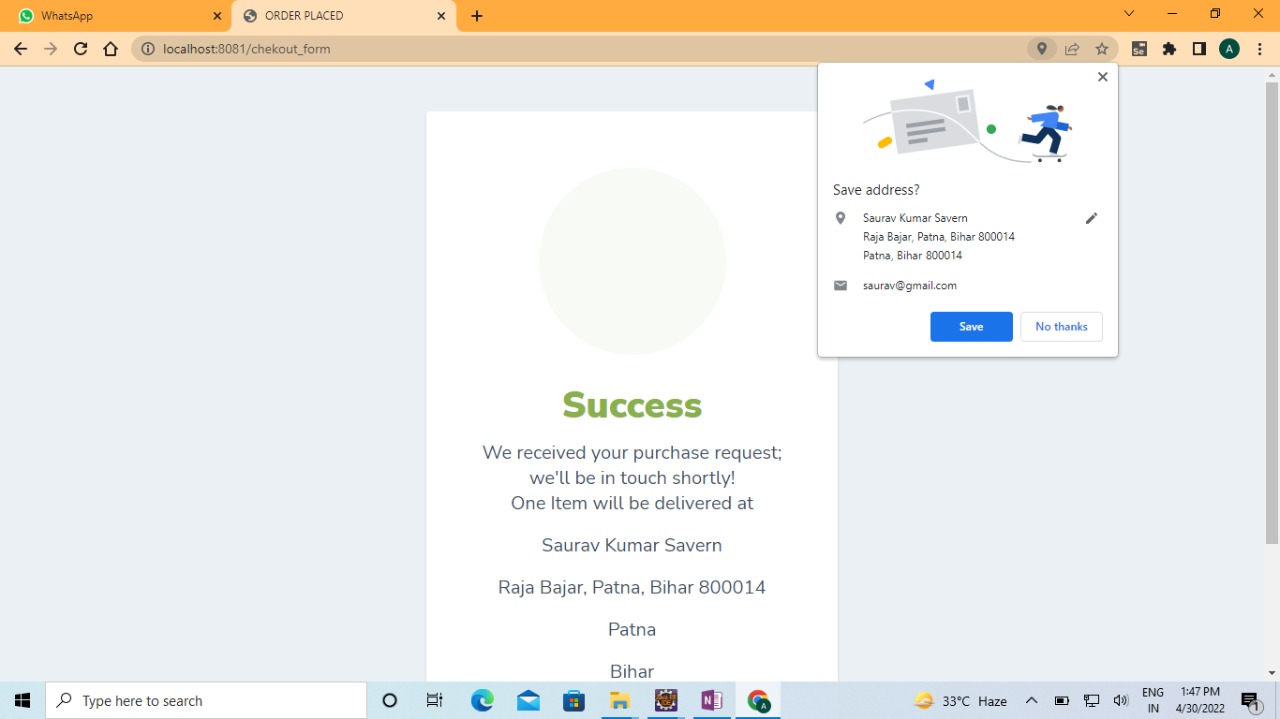 WhatsApp
ORDER PLACED
localhost:8081/chekout_form
Se
A
Save address?
Saurav Kumar Savern
Raja Bajar, Patna, Bihar 800014
Patna, Bihar 800014
saurav@gmail.com
Save
No thanks
Success
We received your purchase request;
we'll be in touch shortly!
One Item will be delivered at
Saurav Kumar Savern
Raja Bajar, Patna, Bihar 800014
Patna
Bihar
Type here to search
A
33°C Haze
ENG
IN
1:47 PM
4/30/2022
1